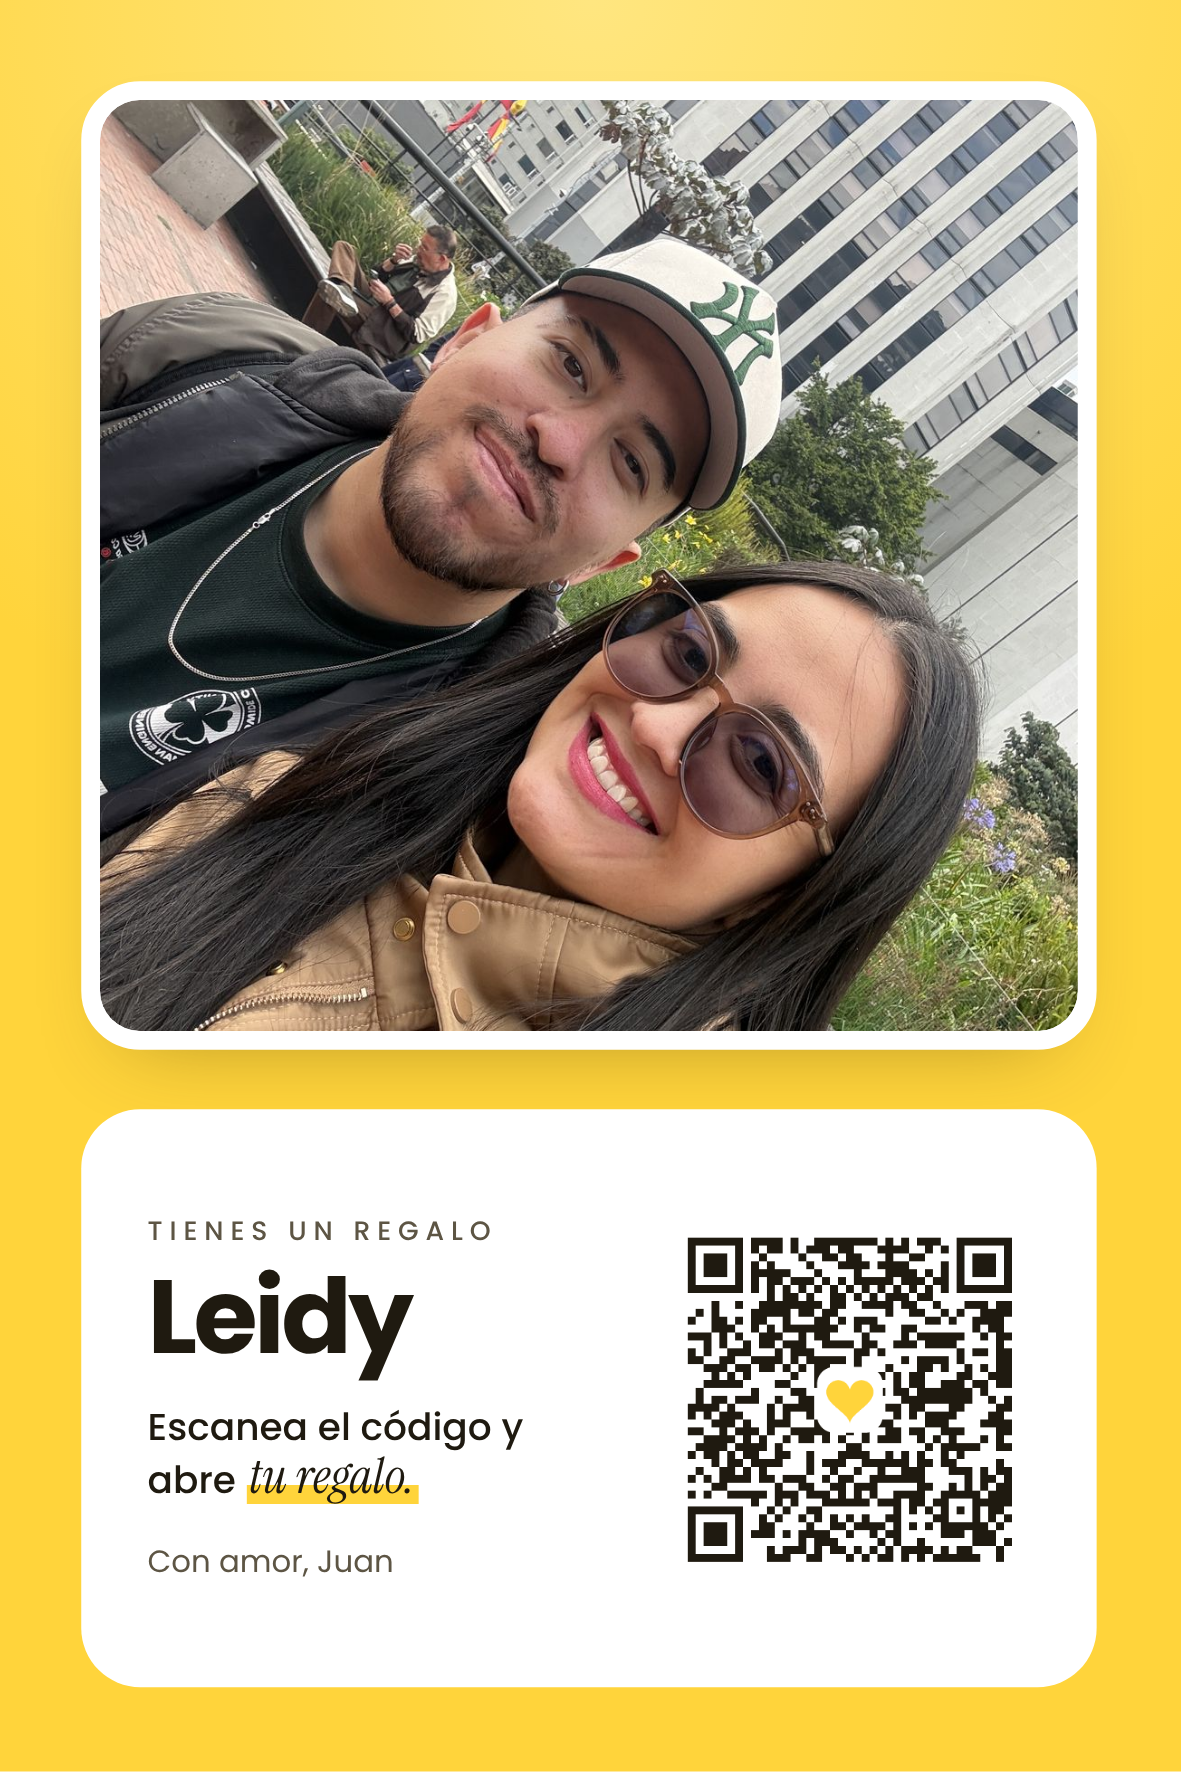 TIENES UN REGALO
Leidy
Escanea el código y
abre tu regalo.
Con amor, Juan